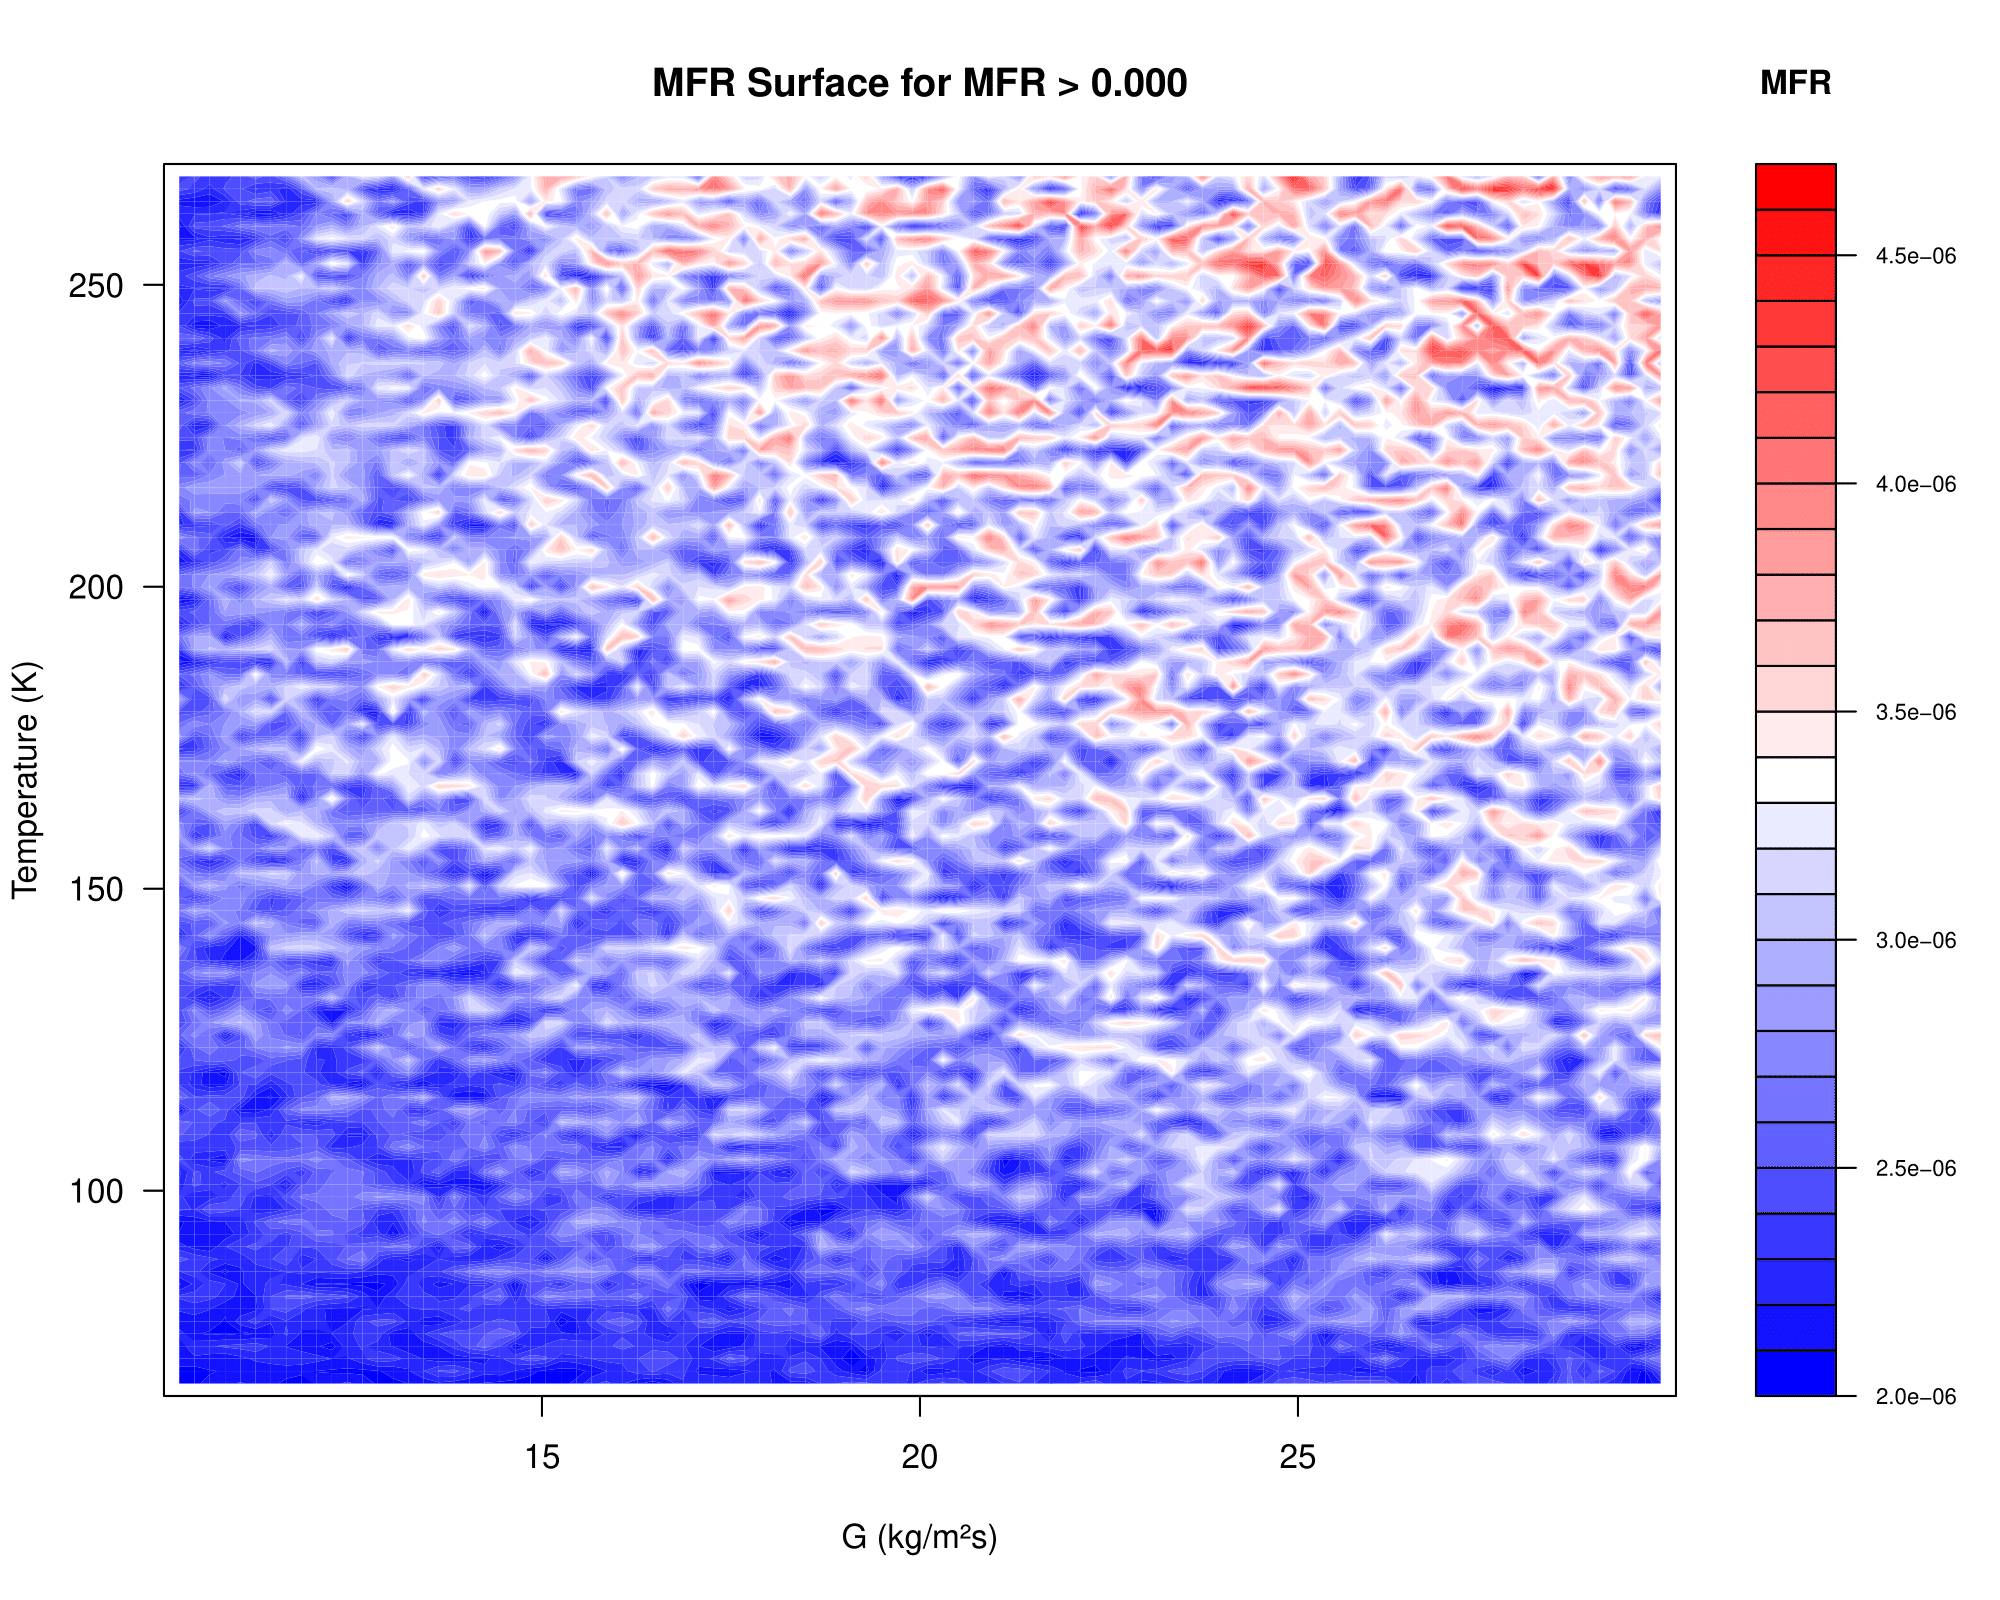 MFR Surface for MFR > 0.000
MFR
Temperature (K)
250
200
150
100
15
20
25
G (kg/m²s)
4.5e−06
4.0e−06
3.5e−06
3.0e−06
2.5e−06
2.0e−06